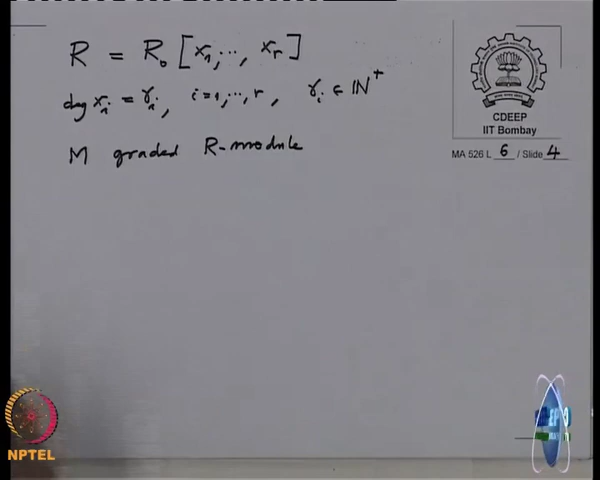 R = R₀ [x₁, ..., xᵣ]
deg xᵢ = γᵢ, i = 1, ..., r, γᵢ ∈ ℕ⁺
M graded R-module
CDEEP
IIT Bombay
MA 526 L 6 / Slide 4
NPTEL